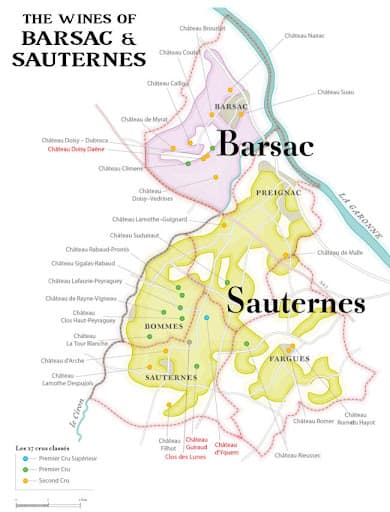 THE WINES OF
BARSAC &
SAUTERNES
Château Broustet
Château Nairac
Château Coutet
Château Caillou
Château Suau
BARSAC
Château de Myrat
Barsac
Château Doisy - Dubroca
Château Doisy Daëne
Château Climens
Château
Doisy-Vedrines
PREIGNAC
LA GARONNE
Château Lamothe-Guignard
Château Suduiraut
Château Rabaud-Promis
Château de Malle
Château Sigalas-Rabaud
Château Lafaurie-Peyraguey
Château de Rayne-Vigneau
Sauternes
Château
Clos Haut-Peyraguey
BOMMES
Château
La Tour Blanche
Château d'Arche
FARGUES
Château
Lamothe Despujols
SAUTERNES
le Ciron
Château
Filhot
Château
Guiraud
Château
d'Yquem
Clos des Lunes
Château Rieussec
Château Romer
Château
Romer du Hayot
Les 27 crus classés
Premier Cru Supérieur
Premier Cru
Second Cru